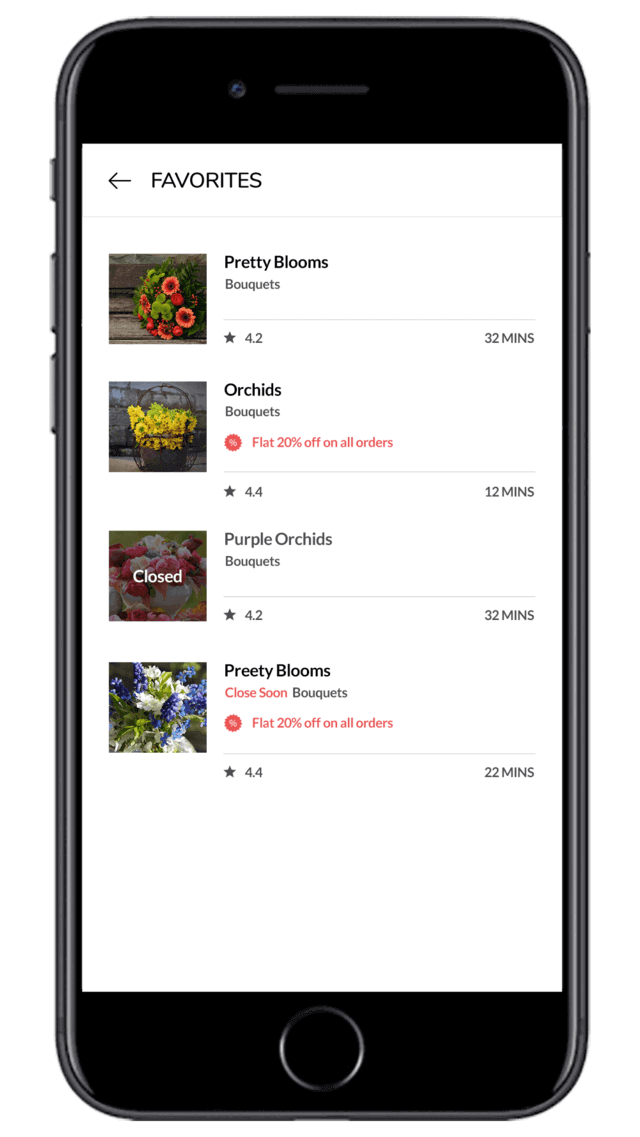 FAVORITES
Pretty Blooms
Bouquets
4.2 32 MINS
Orchids
Bouquets
% Flat 20% off on all orders
4.4 12 MINS
Purple Orchids
Bouquets
Closed
4.2 32 MINS
Preety Blooms
Close Soon Bouquets
% Flat 20% off on all orders
4.4 22 MINS